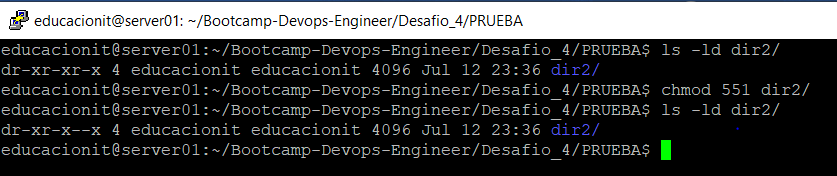 educacionit@server01: ~/Bootcamp-Devops-Engineer/Desafio_4/PRUEBA
educacionit@server01:~/Bootcamp-Devops-Engineer/Desafio_4/PRUEBA$ ls -ld dir2/
dr-xr-xr-x 4 educacionit educacionit 4096 Jul 12 23:36 dir2/
educacionit@server01:~/Bootcamp-Devops-Engineer/Desafio_4/PRUEBA$ chmod 551 dir2/
educacionit@server01:~/Bootcamp-Devops-Engineer/Desafio_4/PRUEBA$ ls -ld dir2/
dr-xr-x--x 4 educacionit educacionit 4096 Jul 12 23:36 dir2/
educacionit@server01:~/Bootcamp-Devops-Engineer/Desafio_4/PRUEBA$